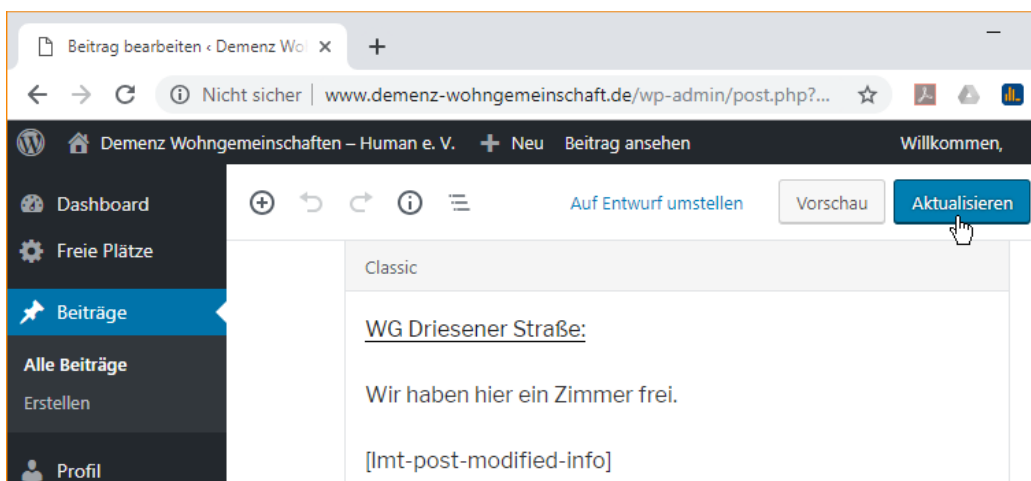 Beitrag bearbeiten ‹ Demenz Wol
Nicht sicher | www.demenz-wohngemeinschaft.de/wp-admin/post.php?...
Demenz Wohngemeinschaften – Human e. V. + Neu Beitrag ansehen Willkommen,
Dashboard
Auf Entwurf umstellen Vorschau Aktualisieren
Freie Plätze
Classic
Beiträge
WG Driesener Straße:
Alle Beiträge
Wir haben hier ein Zimmer frei.
Erstellen
[lmt-post-modified-info]
Profil